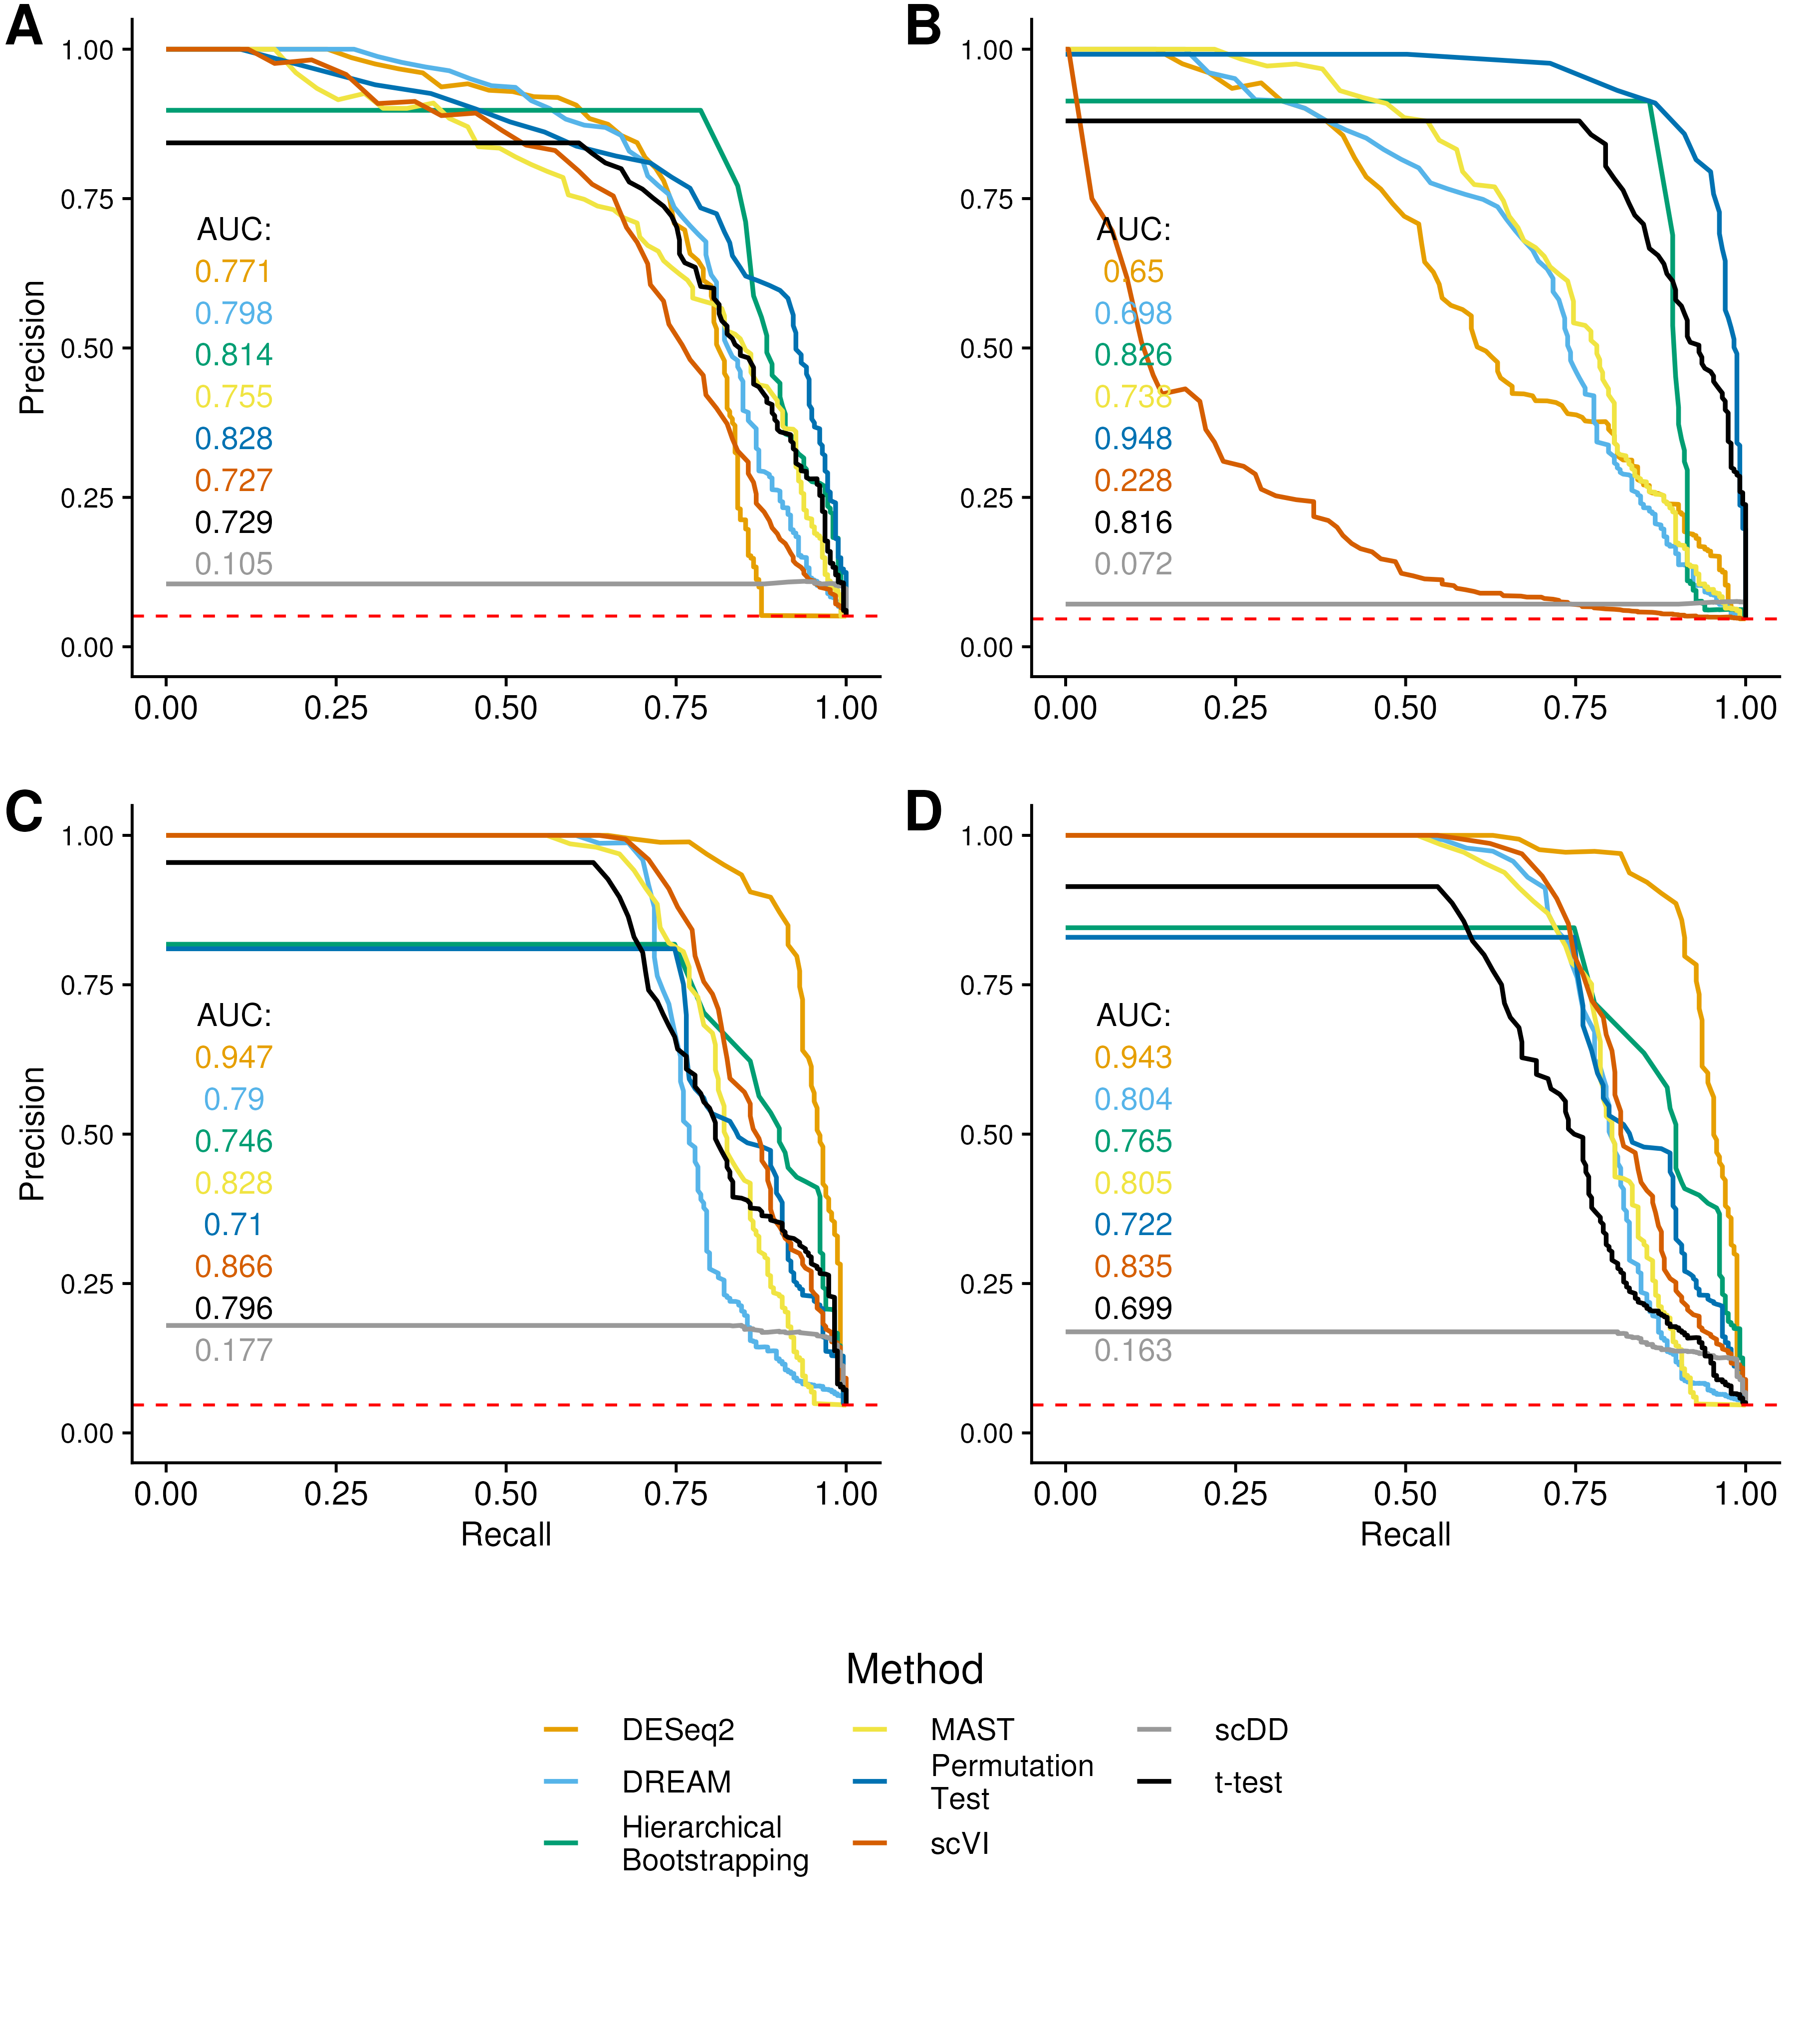 A
1.00
0.75
0.50
0.25
0.00
Precision
AUC:
0.771
0.798
0.814
0.755
0.828
0.727
0.729
0.105
0.00 0.25 0.50 0.75 1.00
B
1.00
0.75
0.50
0.25
0.00
AUC:
0.65
0.698
0.826
0.738
0.948
0.228
0.816
0.072
0.00 0.25 0.50 0.75 1.00
C
1.00
0.75
0.50
0.25
0.00
Precision
AUC:
0.947
0.79
0.746
0.828
0.71
0.866
0.796
0.177
0.00 0.25 0.50 0.75 1.00
Recall
D
1.00
0.75
0.50
0.25
0.00
AUC:
0.943
0.804
0.765
0.805
0.722
0.835
0.699
0.163
0.00 0.25 0.50 0.75 1.00
Recall
Method
DESeq2
DREAM
Hierarchical
Bootstrapping
MAST
Permutation
Test
scVI
scDD
t-test